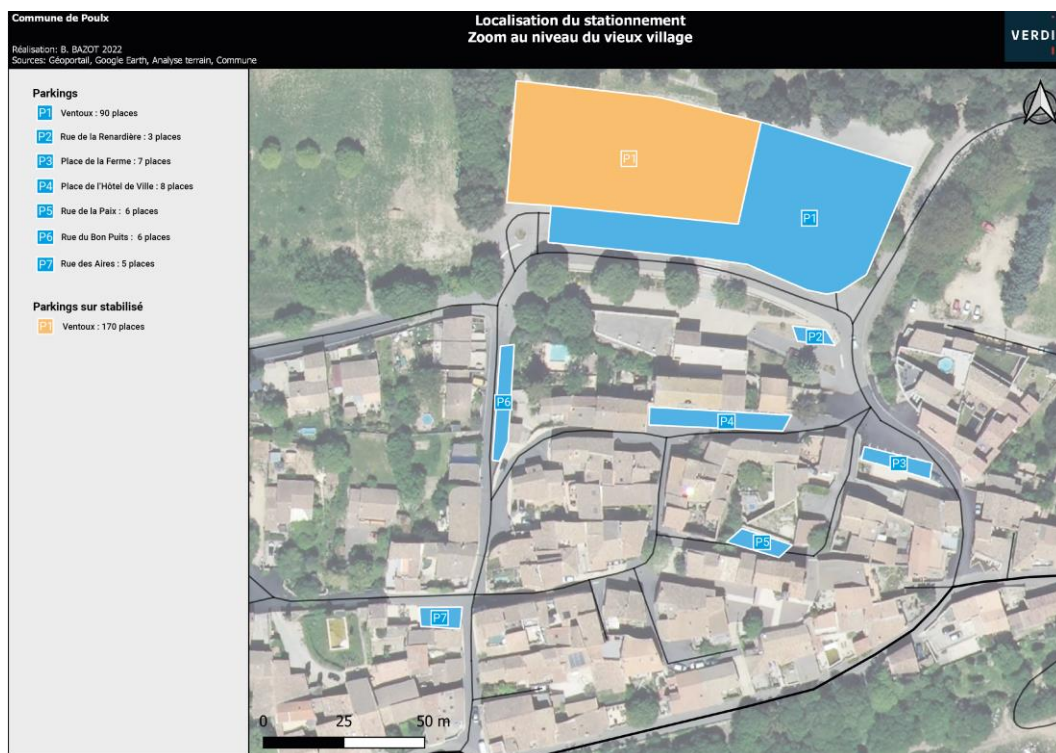 Commune de Poulx
Réalisation: B. BAZOT 2022
Sources: Géoportail, Google Earth, Analyse terrain, Commune
Localisation du stationnement
Zoom au niveau du vieux village
VERDI
Parkings
P1 Ventoux : 90 places
P2 Rue de la Renardière : 3 places
P3 Place de la Ferme : 7 places
P4 Place de l'Hôtel de Ville : 8 places
P5 Rue de la Paix : 6 places
P6 Rue du Bon Puits : 6 places
P7 Rue des Aires : 5 places
Parkings sur stabilisé
P1 Ventoux : 170 places
P1
P1
P2
P6
P4
P3
P5
P7
0 25 50 m